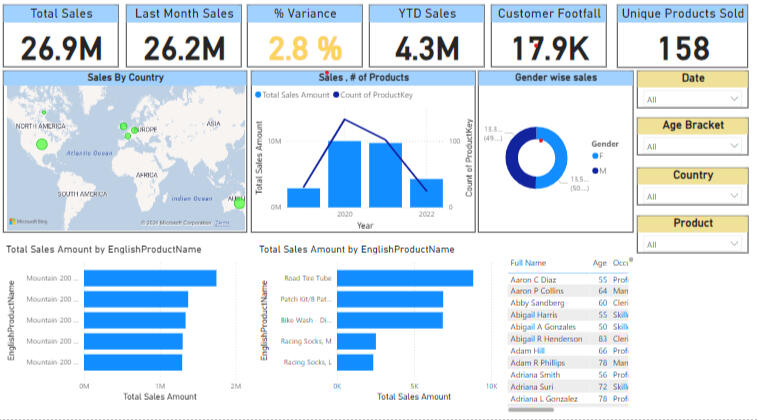 Total Sales
26.9M
Last Month Sales
26.2M
% Variance
2.8 %
YTD Sales
4.3M
Customer Footfall
17.9K
Unique Products Sold
158
Sales By Country
NORTH AMERICA
EUROPE
ASIA
Atlantic Ocean
AFRICA
SOUTH AMERICA
Indian Ocean
Microsoft Bing
Microsoft Corporation Terms
Sales , # of Products
Total Sales Amount Count of ProductKey
Total Sales Amount
10M
0M
2020
2022
Year
100
0
Count of ProductKey
Gender wise sales
13.3...
(49....
13.5...
(50....
Gender
F
M
Date
All
Age Bracket
All
Country
All
Product
All
Total Sales Amount by EnglishProductName
EnglishProductName
Mountain-200 ...
Mountain-200 ...
Mountain-200 ...
Mountain-200 ...
Mountain-200 ...
0M 1M 2M
Total Sales Amount
Total Sales Amount by EnglishProductName
EnglishProductName
Road Tire Tube
Patch Kit/8 Pat...
Bike Wash - Di...
Racing Socks, M
Racing Socks, L
0K 5K 10K
Total Sales Amount
Full Name Age Occu
Aaron C Diaz 55 Prof
Aaron P Collins 64 Man
Abby Sandberg 60 Cleri
Abigail Harris 55 Skill
Abigail A Gonzales 50 Skill
Abigail R Henderson 83 Cleri
Adam Hill 66 Prof
Adam R Phillips 78 Man
Adriana Smith 56 Prof
Adriana Suri 72 Skill
Adriana L Gonzalez 78 Prof